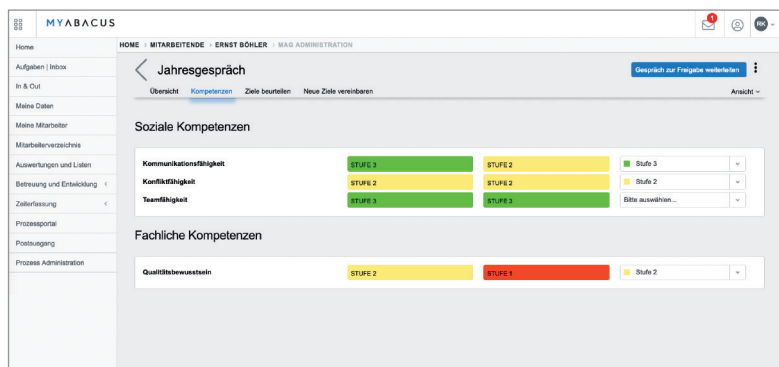 MYΛBΛCUS
1
RK
Home
Aufgaben | Inbox
In & Out
Meine Daten
Meine Mitarbeiter
Mitarbeiterverzeichnis
Auswertungen und Listen
Betreuung und Entwicklung
Zeiterfassung
Prozessportal
Postausgang
Prozess Administration
HOME > MITARBEITENDE > ERNST BÖHLER > MAG ADMINISTRATION
Jahresgespräch
Gespräch zur Freigabe weiterleiten
Übersicht Kompetenzen Ziele beurteilen Neue Ziele vereinbaren Ansicht
Soziale Kompetenzen
Kommunikationsfähigkeit STUFE 3 STUFE 2 Stufe 3
Konfliktfähigkeit STUFE 2 STUFE 2 Stufe 2
Teamfähigkeit STUFE 3 STUFE 3 Bitte auswählen...
Fachliche Kompetenzen
Qualitätsbewusstsein STUFE 2 STUFE 1 Stufe 2